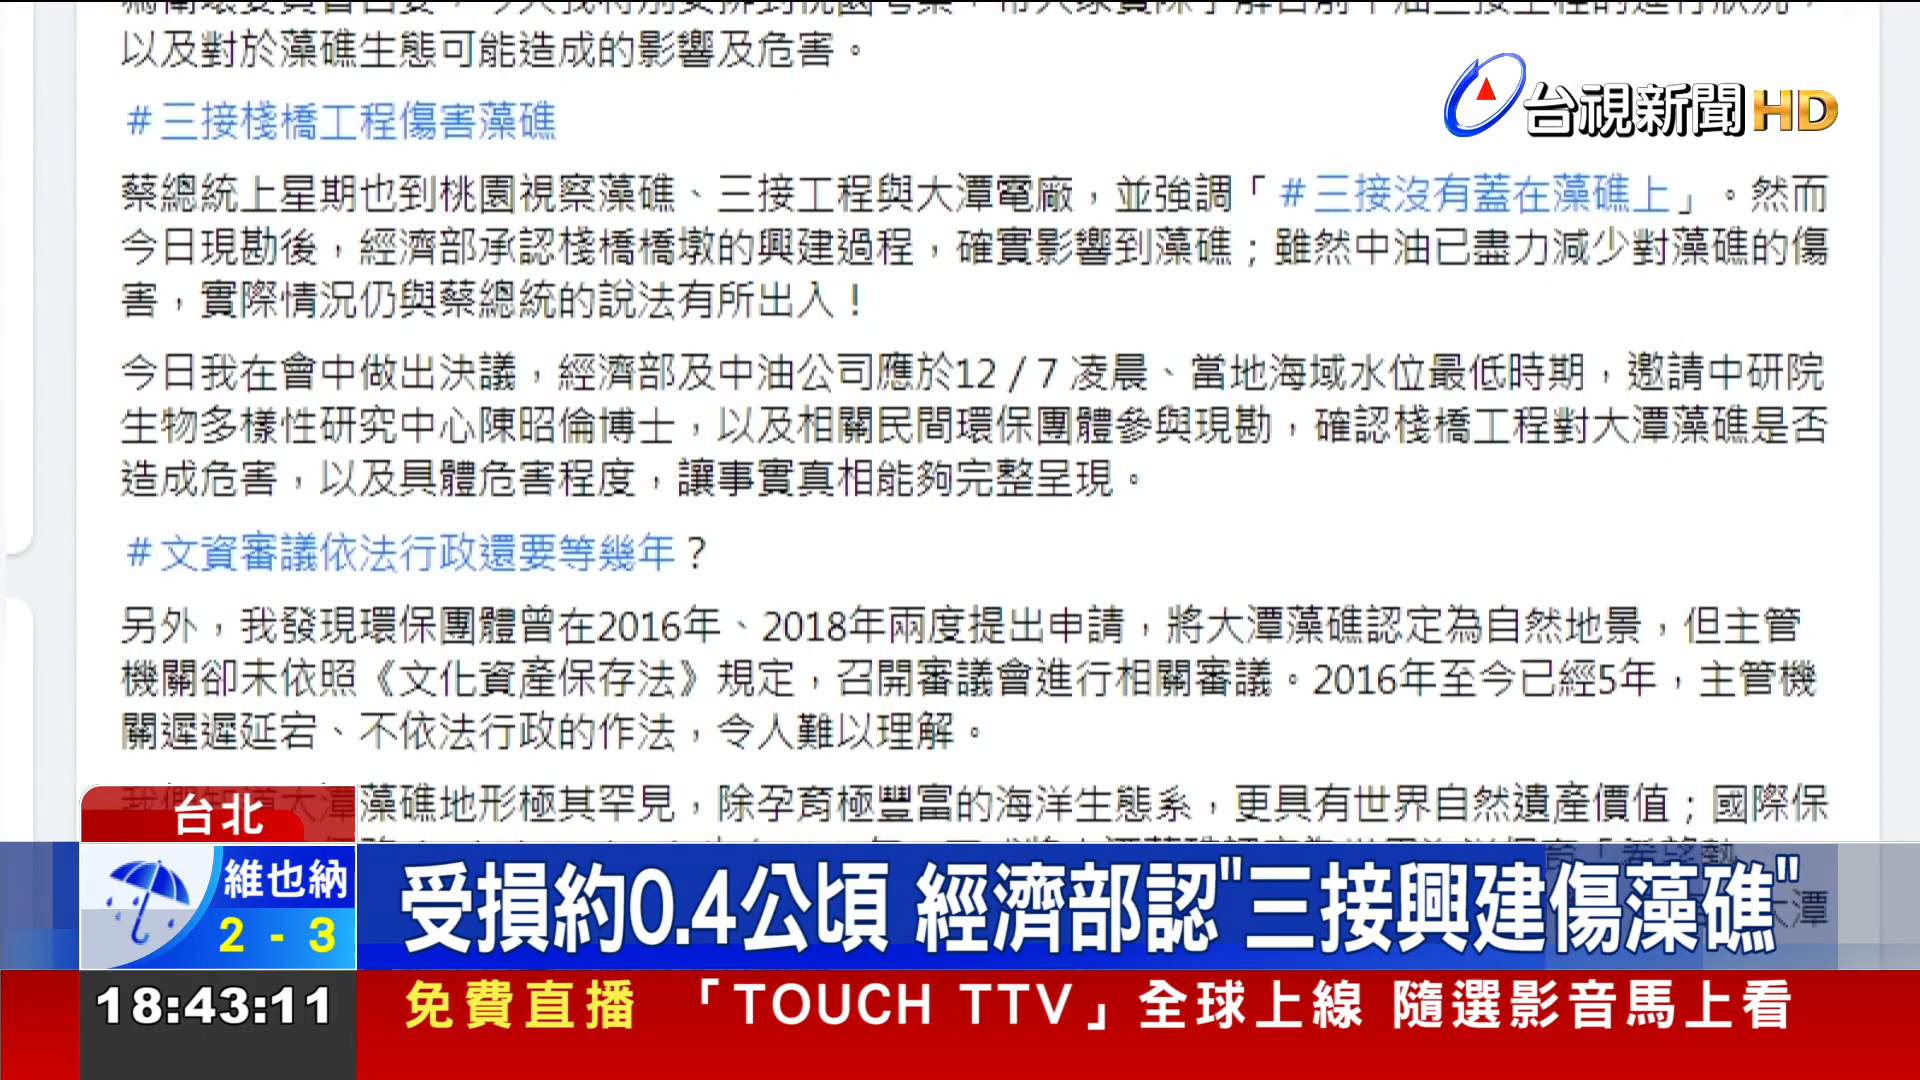 以及對於藻礁生態可能造成的影響及危害。
台視新聞HD
#三接棧橋工程傷害藻礁
蔡總統上星期也到桃園視察藻礁、三接工程與大潭電廠，並強調「#三接沒有蓋在藻礁上」。然而
今日現勘後，經濟部承認棧橋橋墩的興建過程，確實影響到藻礁；雖然中油已盡力減少對藻礁的傷
害，實際情況仍與蔡總統的說法有所出入！
今日我在會中做出決議，經濟部及中油公司應於12/7 凌晨、當地海域水位最低時期，邀請中研院
生物多樣性研究中心陳昭倫博士，以及相關民間環保團體參與現勘，確認棧橋工程對大潭藻礁是否
造成危害，以及具體危害程度，讓事實真相能夠完整呈現。
#文資審議依法行政還要等幾年？
另外，我發現環保團體曾在2016年、2018年兩度提出申請，將大潭藻礁認定為自然地景，但主管
機關卻未依照《文化資產保存法》規定，召開審議會進行相關審議。2016年至今已經5年，主管機
關遲遲延宕、不依法行政的作法，令人難以理解。
我們知道大潭藻礁地形極其罕見，除孕育極豐富的海洋生態系，更具有世界自然遺產價值；國際保
台北
維也納
2 - 3
受損約0.4公頃 經濟部認"三接興建傷藻礁"
大潭
18:43:11
免費直播 「TOUCH TTV」全球上線 隨選影音馬上看